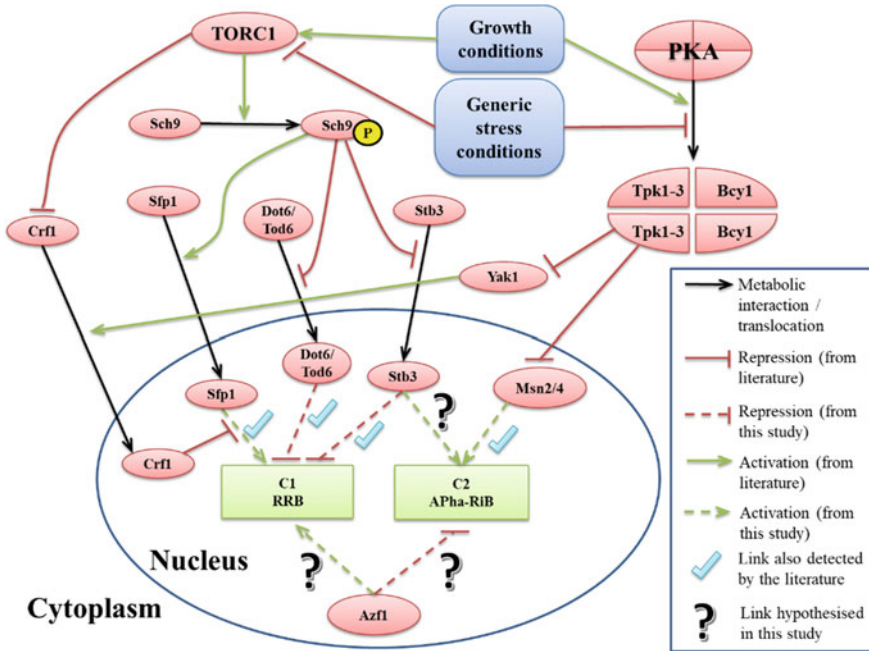 TORC1
Growth
conditions
PKA
Generic
stress
conditions
Sch9
Sch9
P
Sfp1
Dot6/
Tod6
Stb3
Crf1
Tpk1-3
Bcy1
Tpk1-3
Bcy1
Yak1
Dot6/
Tod6
Stb3
Sfp1
Msn2/4
?
Crf1
C1
RRB
C2
APha-RiB
Nucleus
?
?
Cytoplasm
Azf1
Metabolic
interaction /
translocation
Repression (from
literature)
Repression (from
this study)
Activation (from
literature)
Activation (from
this study)
Link also detected
by the literature
?
Link hypothesised
in this study